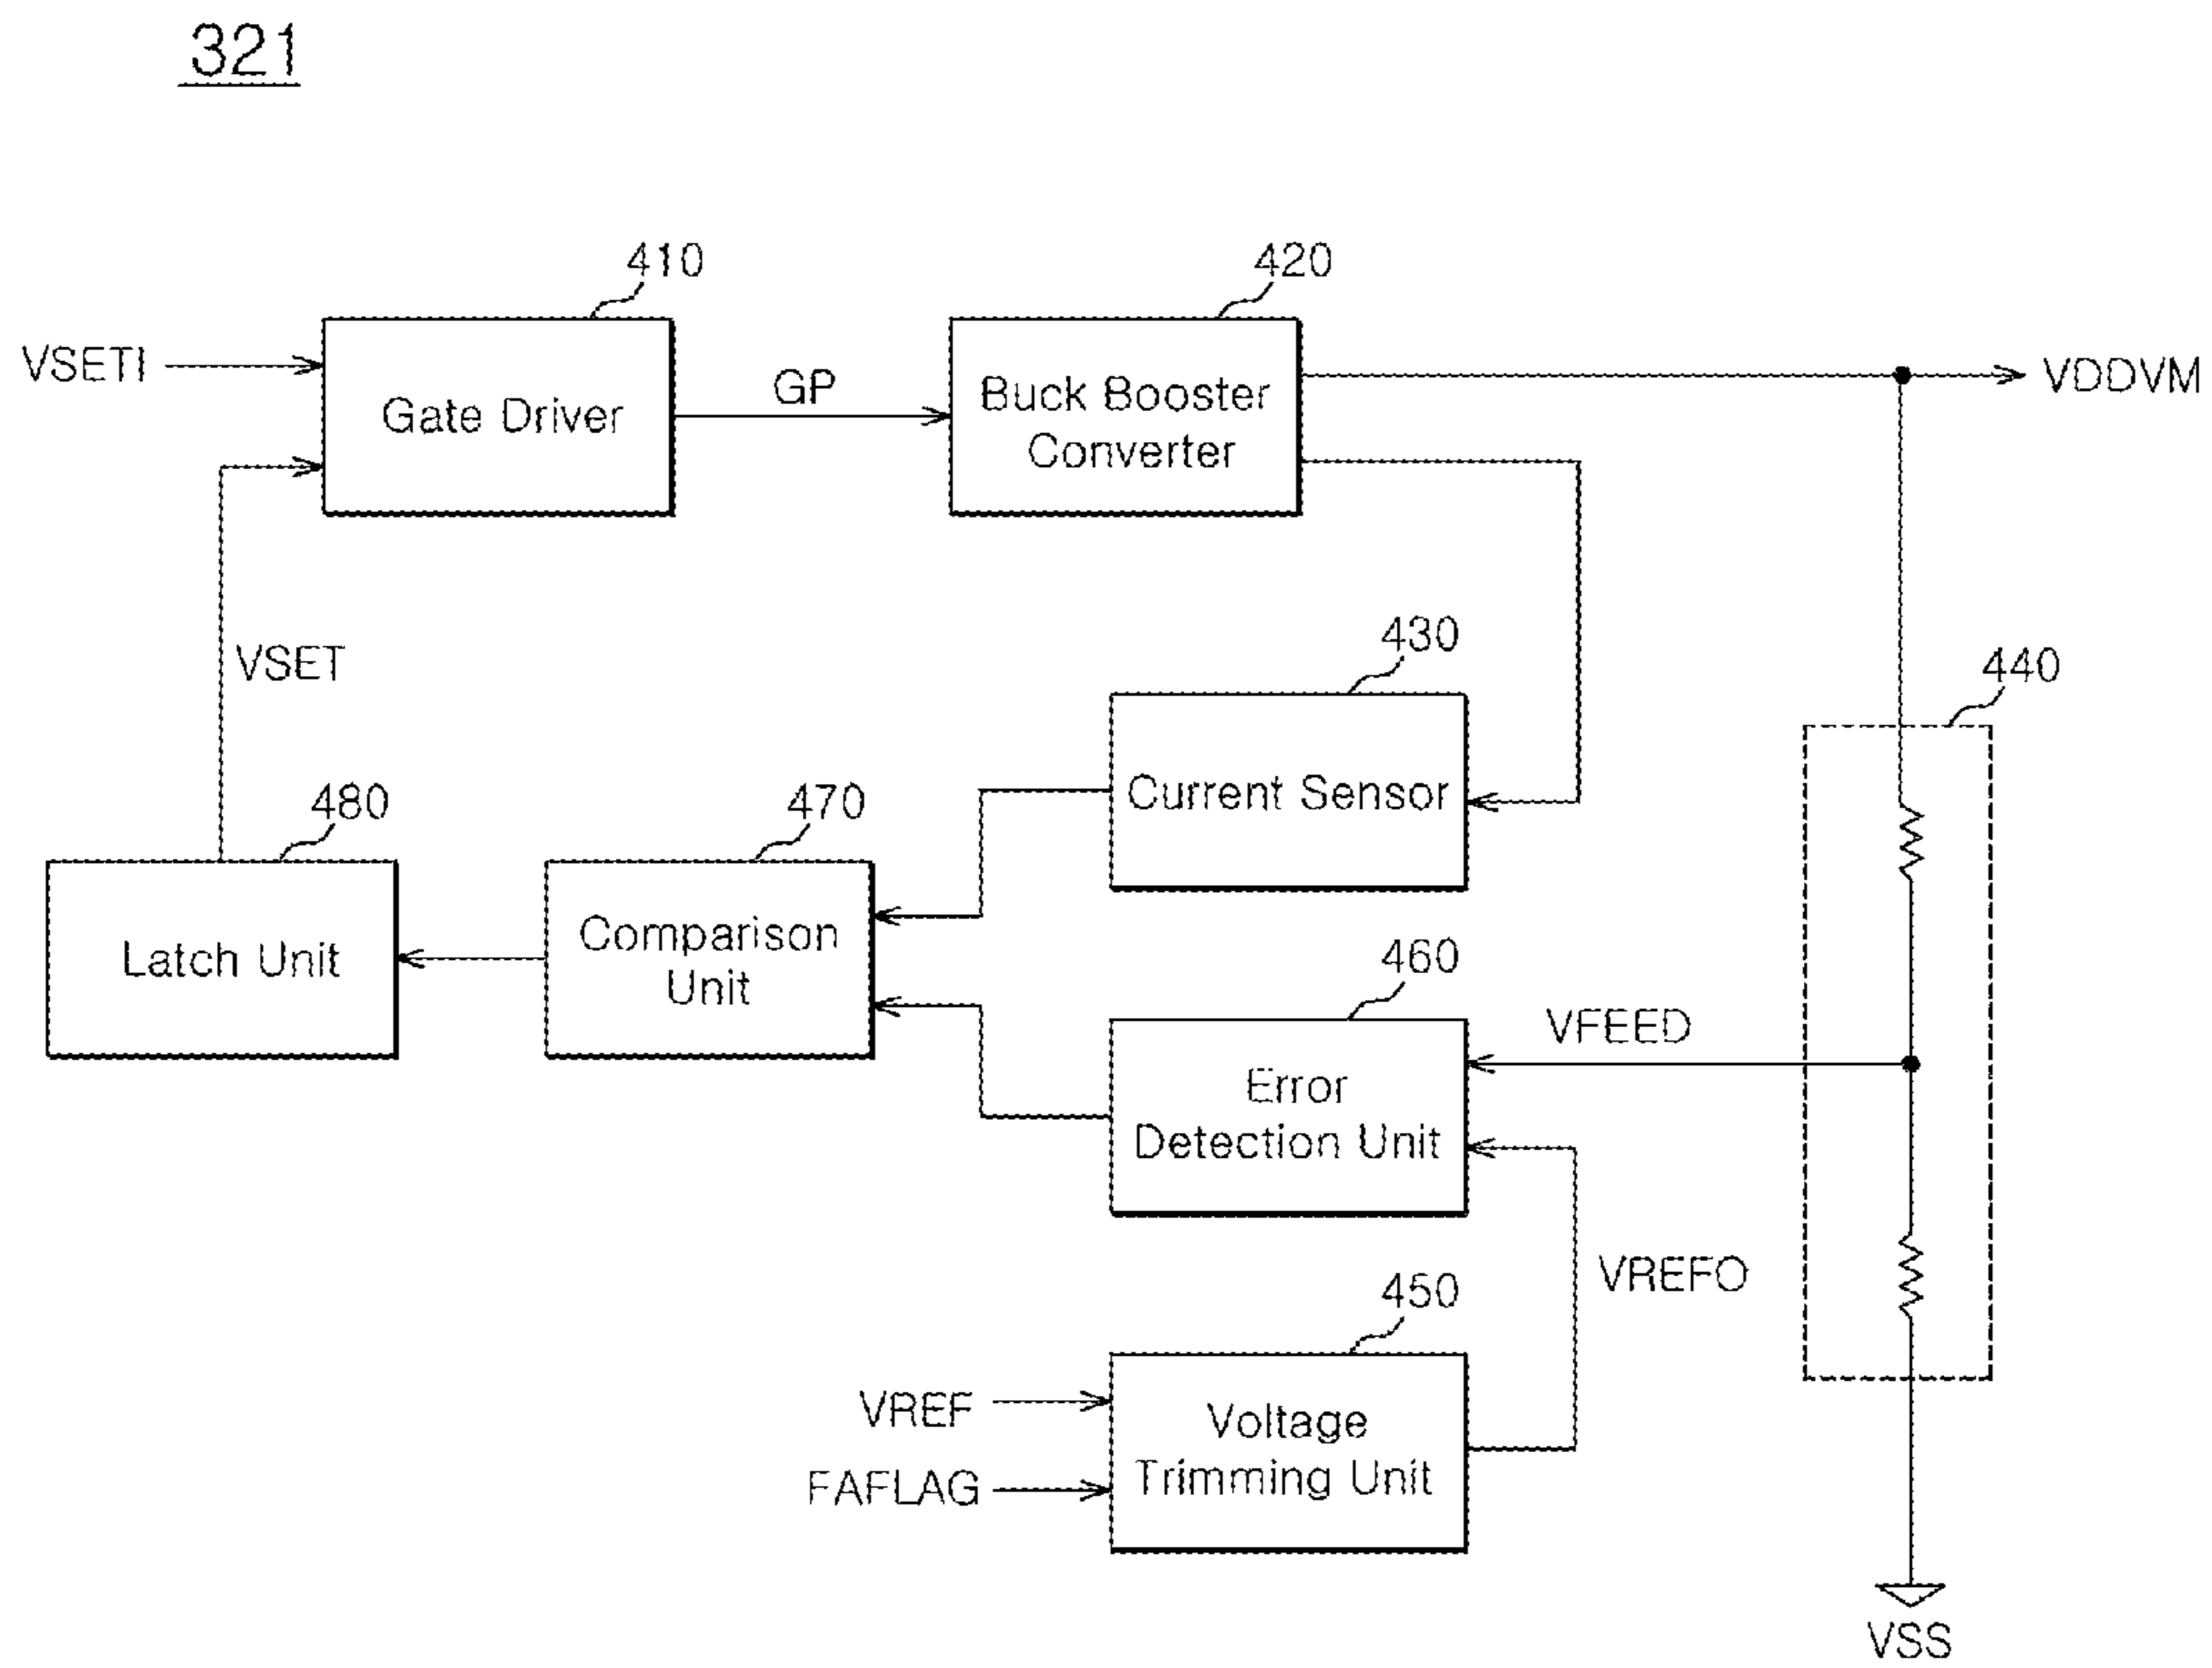 321
410
420
VSETI
Gate Driver
GP
Buck Booster
Converter
VDDVM
VSET
430
440
Current Sensor
480
470
Latch Unit
Comparison
Unit
460
VFEED
Error
Detection Unit
VREFO
450
VREF
FAFLAG
Voltage
Trimming Unit
VSS